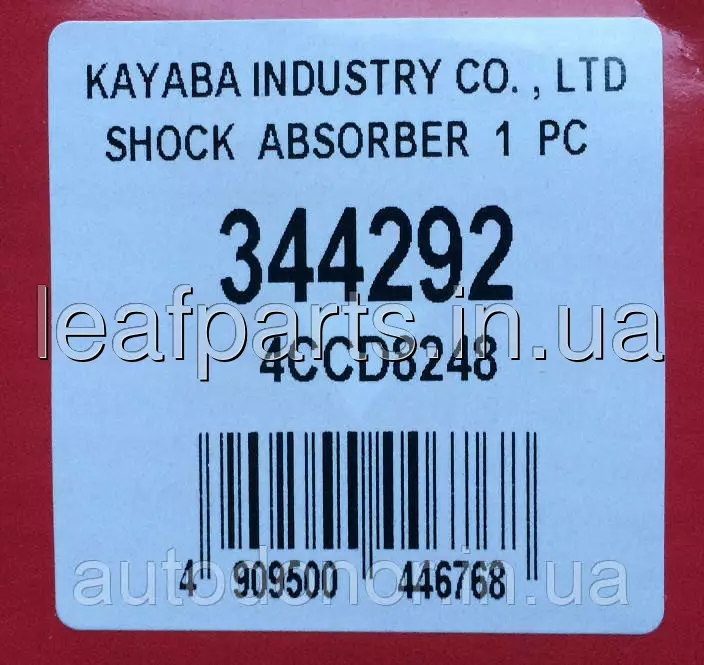 KAYABA INDUSTRY CO. , LTD
SHOCK ABSORBER 1 PC
344292
leafparts.in.ua
4CCD8248
4 909500 446768
autodonor.in.ua